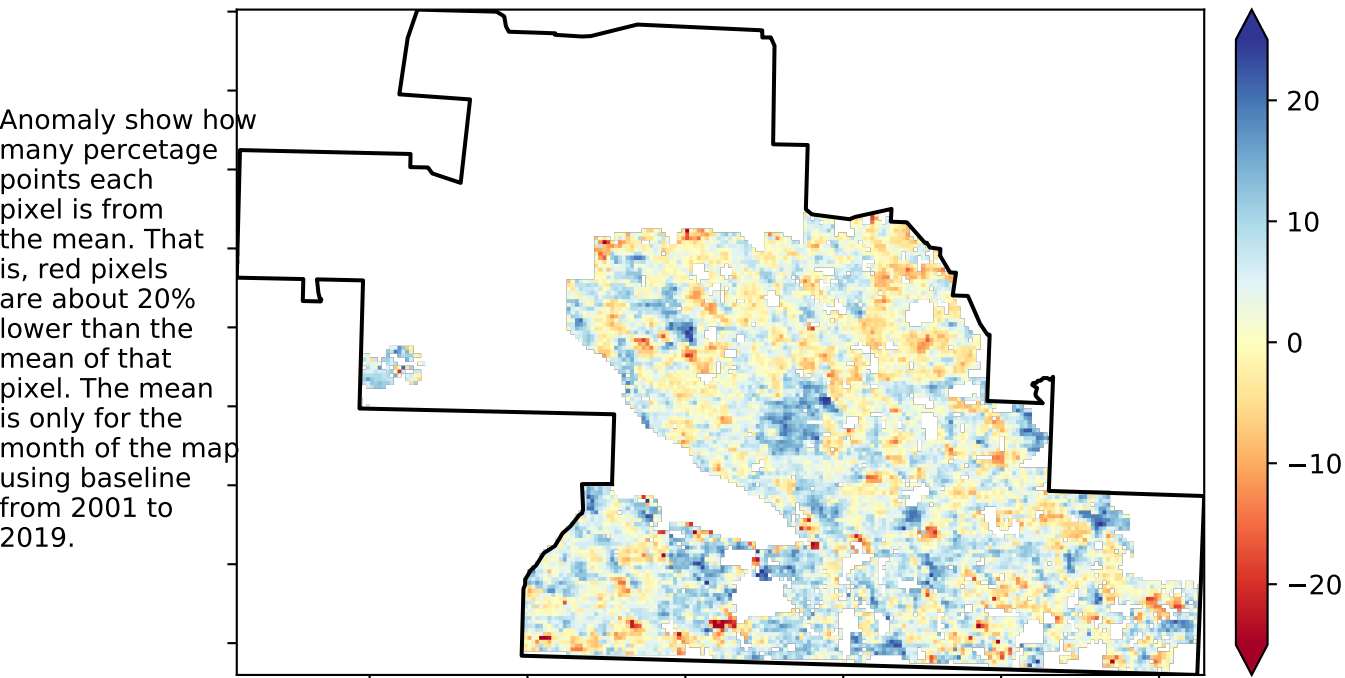 Anomaly show how
many percetage
points each
pixel is from
the mean. That
is, red pixels
are about 20%
lower than the
mean of that
pixel. The mean
is only for the
month of the map
using baseline
from 2001 to
2019.
20
10
0
−10
−20